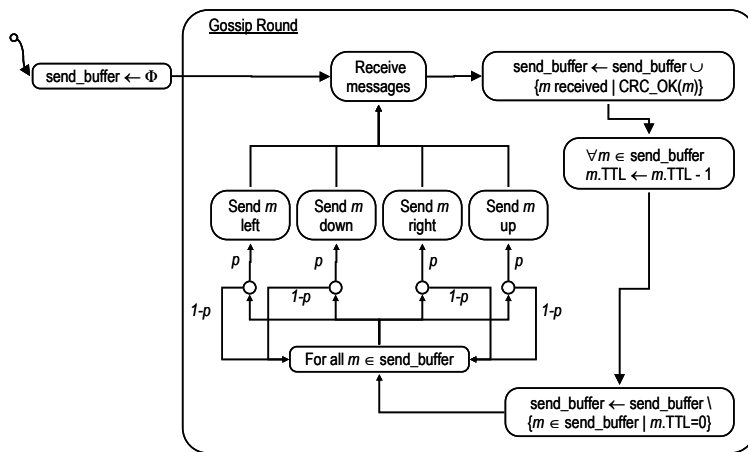 Gossip Round
send_buffer ← Φ
Receive
messages
send_buffer ← send_buffer ∪
{m received | CRC_OK(m)}
∀m ∈ send_buffer
m.TTL ← m.TTL - 1
Send m
left
Send m
down
Send m
right
Send m
up
p
p
p
p
1-p
1-p
1-p
1-p
For all m ∈ send_buffer
send_buffer ← send_buffer \
{m ∈ send_buffer | m.TTL=0}